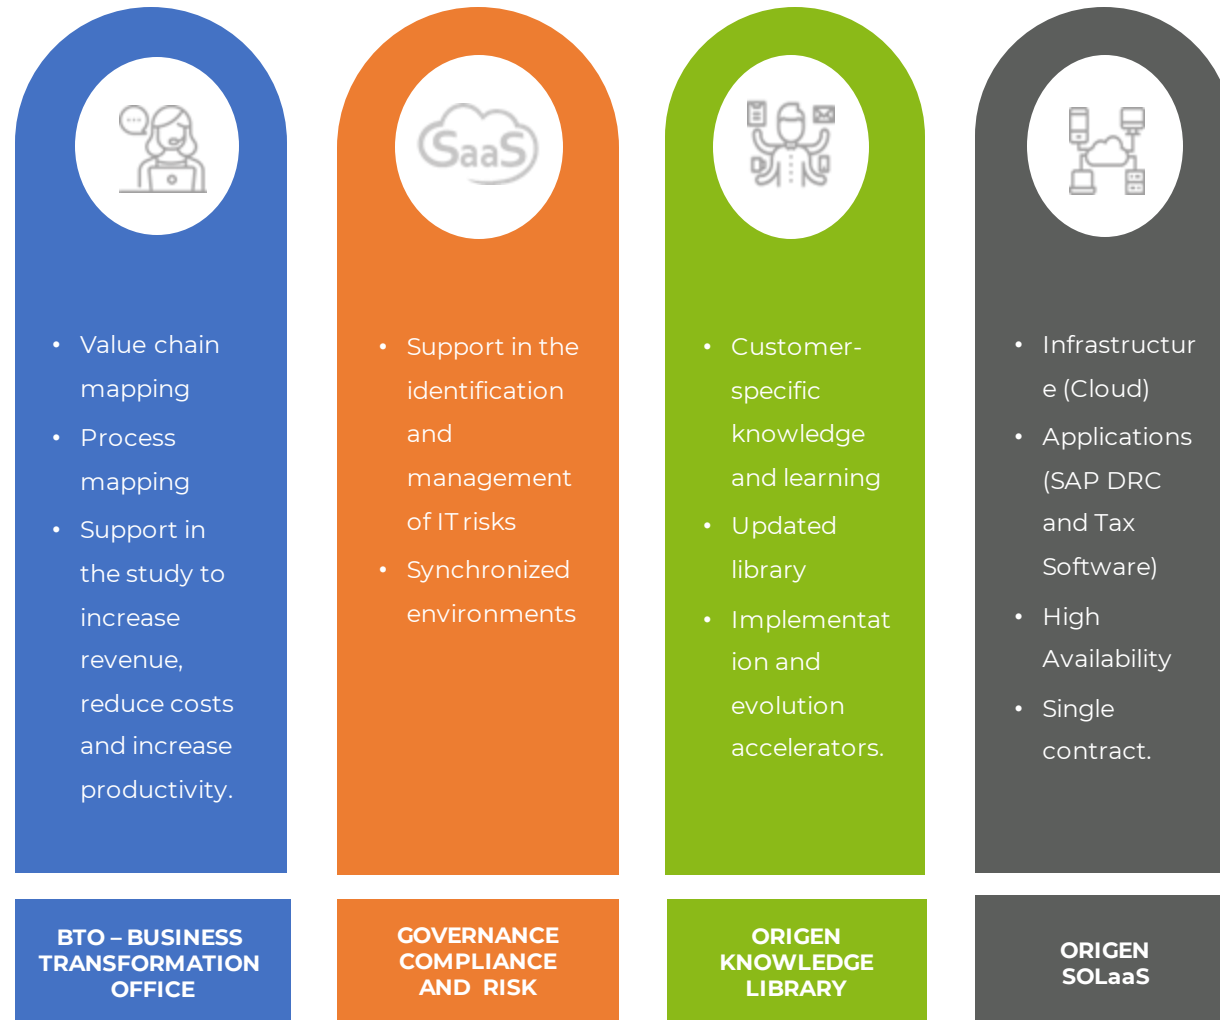 SaaS
• Value chain
mapping
• Process
mapping
• Support in
the study to
increase
revenue,
reduce costs
and increase
productivity.
BTO – BUSINESS
TRANSFORMATION
OFFICE
• Support in the
identification
and
management
of IT risks
• Synchronized
environments
GOVERNANCE
COMPLIANCE
AND RISK
• Customer-
specific
knowledge
and learning
• Updated
library
• Implementat
ion and
evolution
accelerators.
ORIGEN
KNOWLEDGE
LIBRARY
• Infrastructur
e (Cloud)
• Applications
(SAP DRC
and Tax
Software)
• High
Availability
• Single
contract.
ORIGEN
SOLaaS